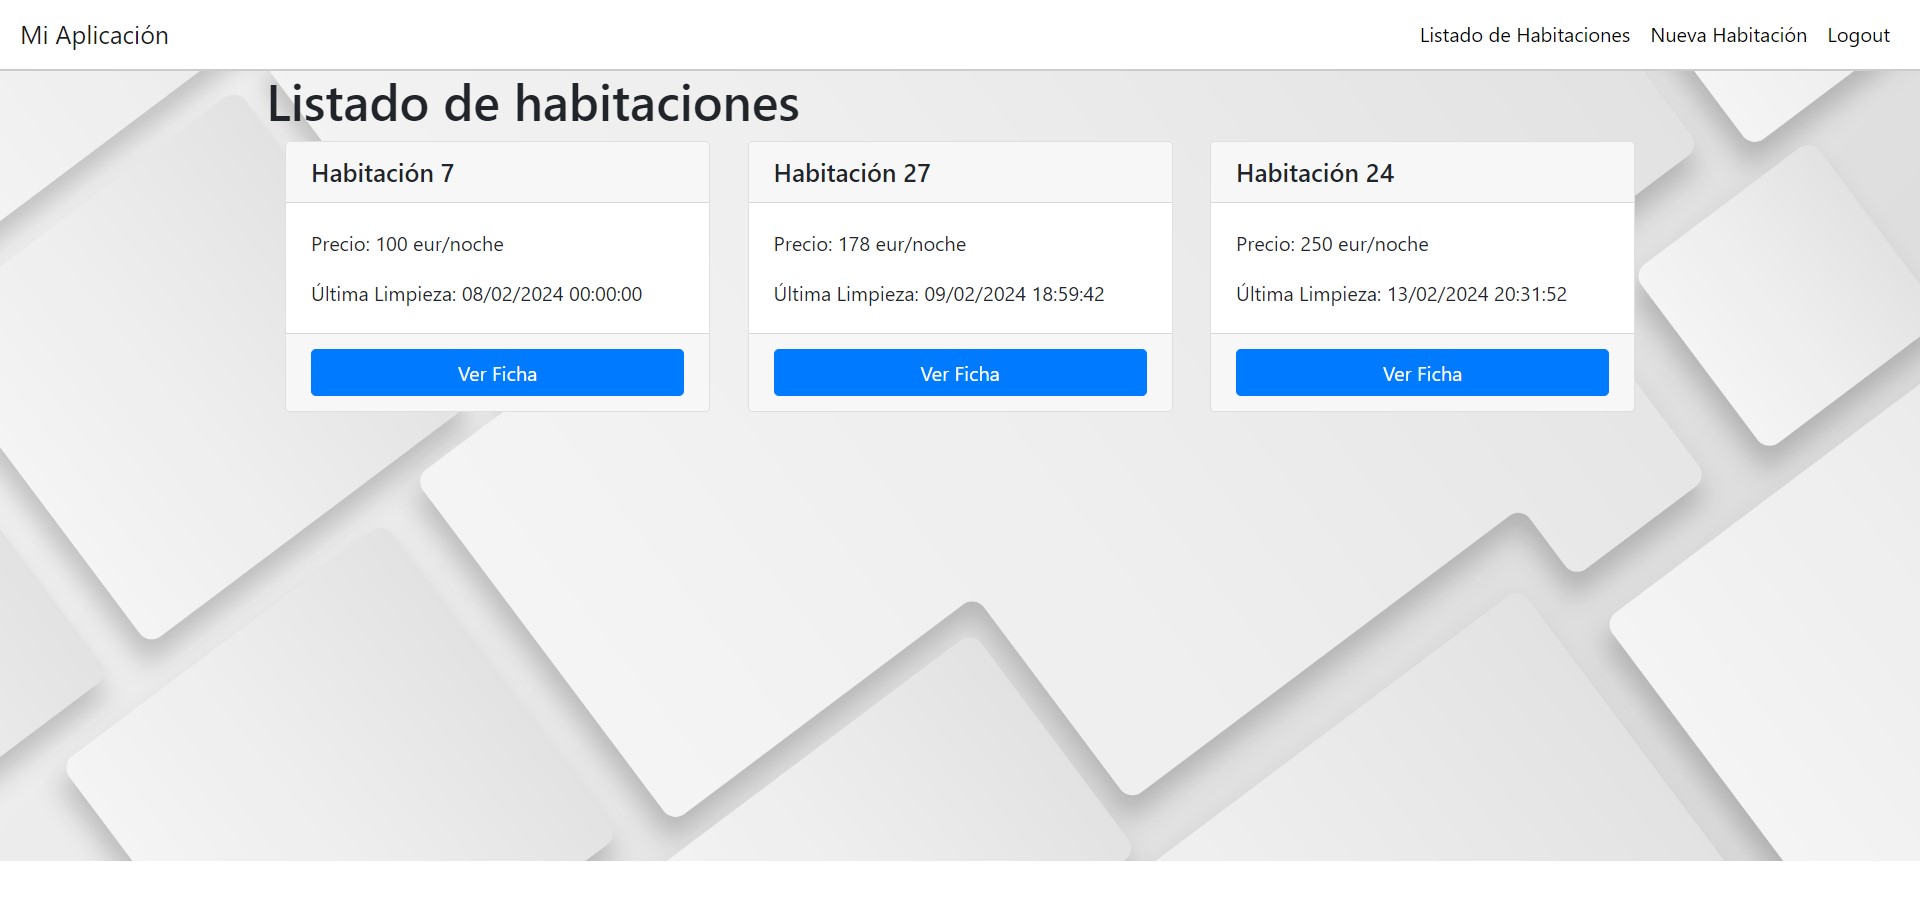 Mi Aplicación
Listado de Habitaciones Nueva Habitación Logout
Listado de habitaciones
Habitación 7
Precio: 100 eur/noche
Última Limpieza: 08/02/2024 00:00:00
Ver Ficha
Habitación 27
Precio: 178 eur/noche
Última Limpieza: 09/02/2024 18:59:42
Ver Ficha
Habitación 24
Precio: 250 eur/noche
Última Limpieza: 13/02/2024 20:31:52
Ver Ficha